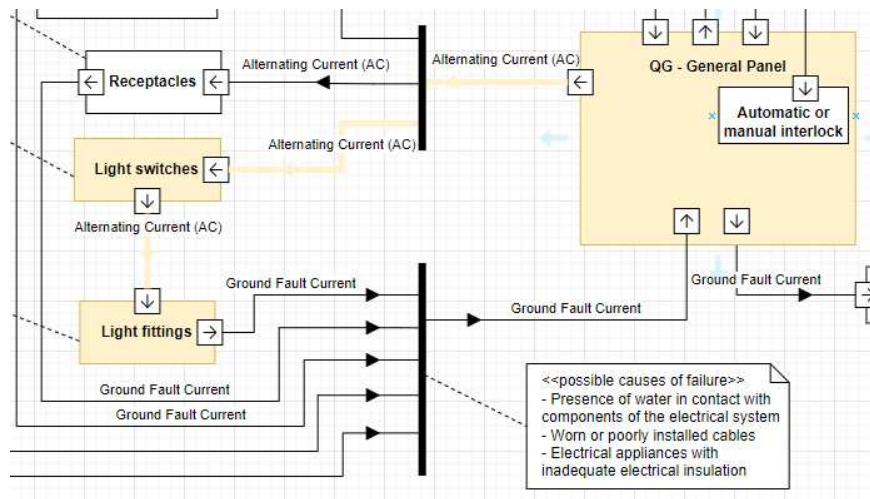 Alternating Current (AC)
Alternating Current (AC)
QG - General Panel
Receptacles
Automatic or
manual interlock
Alternating Current (AC)
Light switches
Alternating Current (AC)
Ground Fault Current
Ground Fault Current
Ground Fault Current
Light fittings
<<possible causes of failure>>
- Presence of water in contact with
components of the electrical system
- Worn or poorly installed cables
- Electrical appliances with
inadequate electrical insulation
Ground Fault Current
Ground Fault Current